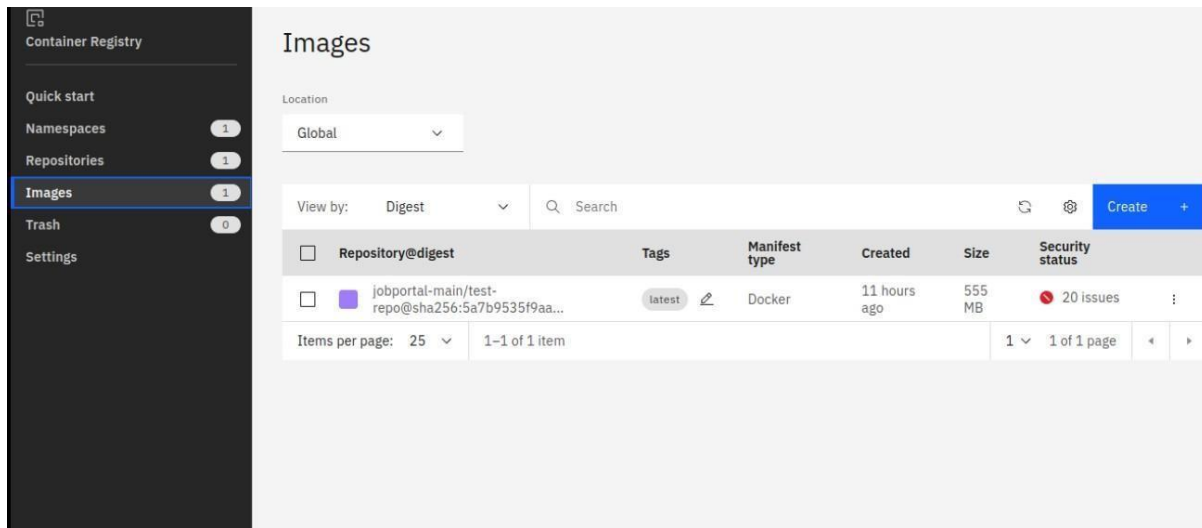 Container Registry
Quick start
Namespaces 1
Repositories 1
Images 1
Trash 0
Settings
Images
Location
Global
View by: Digest Search Create +
Repository@digest Tags Manifest type Created Size Security status
jobportal-main/test-
repo@sha256:5a7b9535f9aa... latest Docker 11 hours ago 555 MB 20 issues
Items per page: 25 1–1 of 1 item 1 1 of 1 page